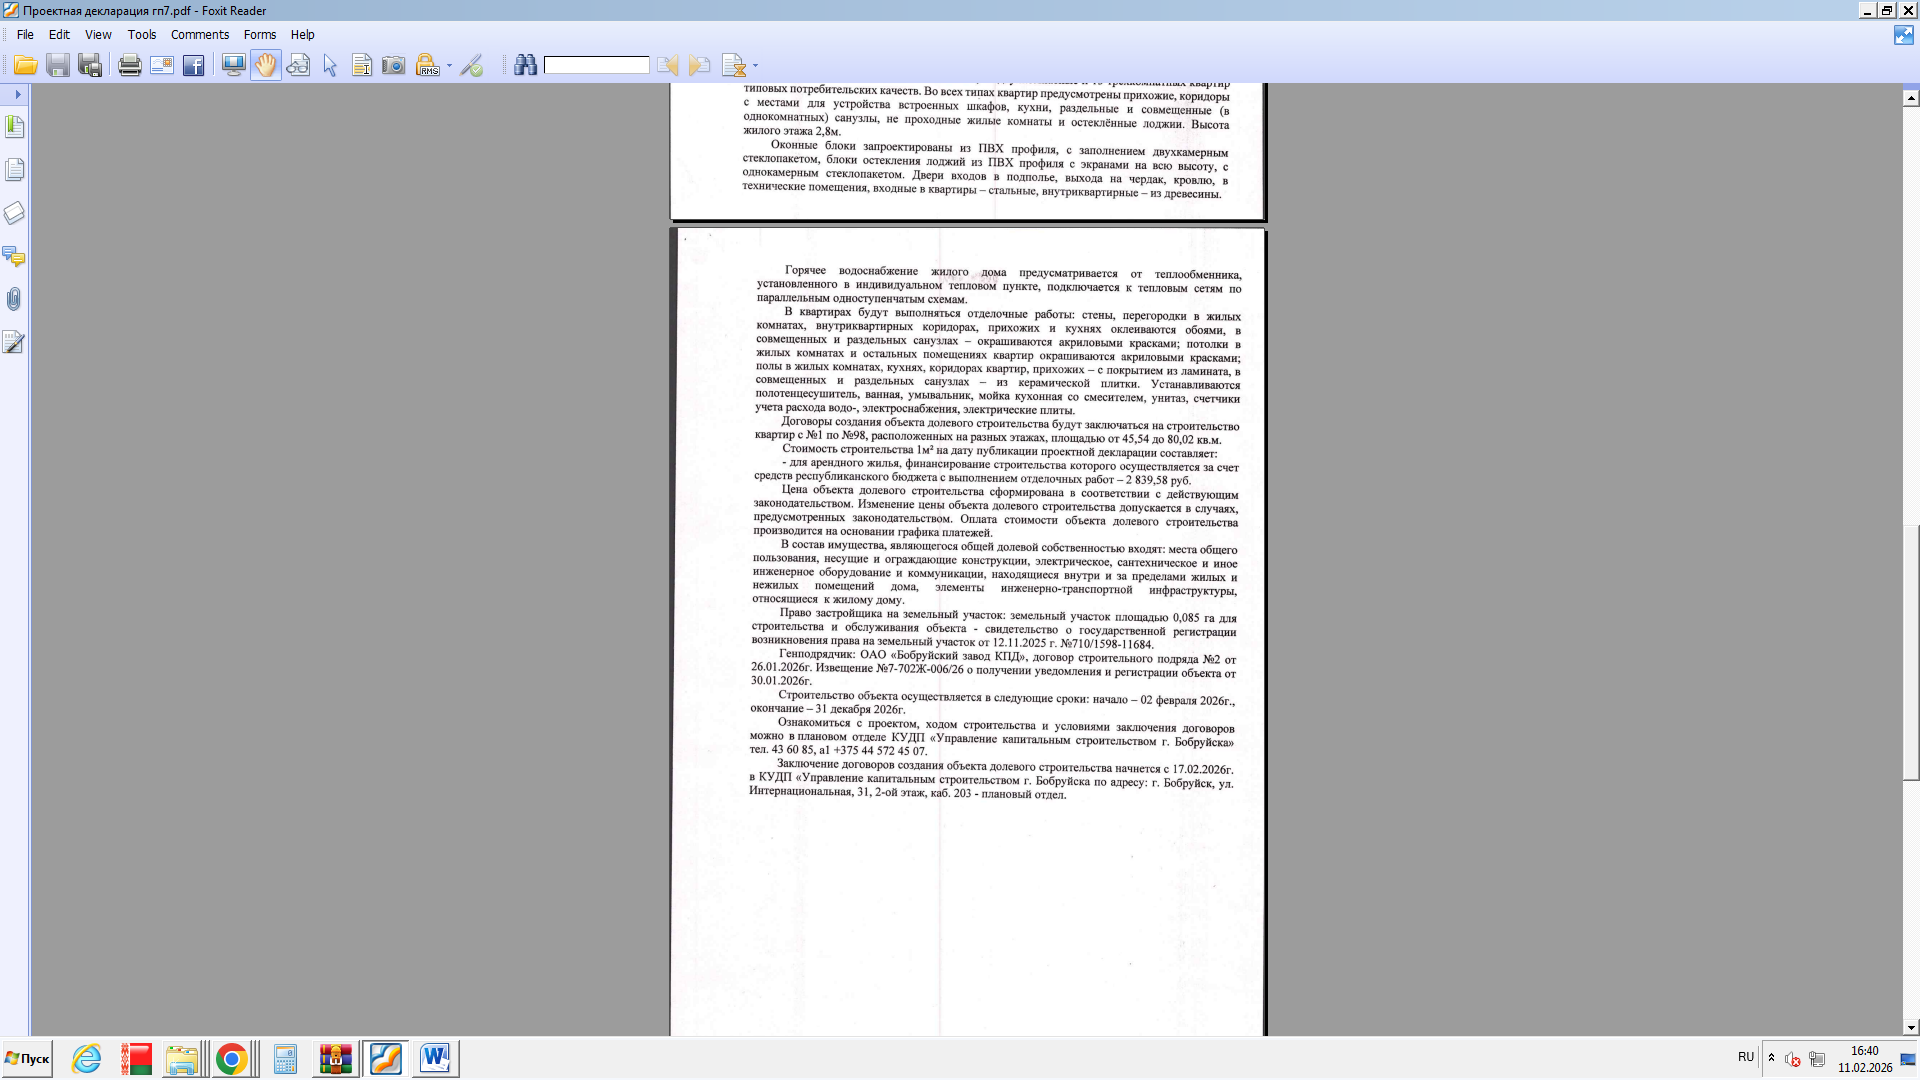 Проектная декларация гп7.pdf - Foxit Reader
File Edit View Tools Comments Forms Help
RMS
типовых потребительских качеств. Во всех типах квартир предусмотрены прихожие, коридоры
с местами для устройства встроенных шкафов, кухни, раздельные и совмещенные (в
однокомнатных) санузлы, не проходные жилые комнаты и остеклённые лоджии. Высота
жилого этажа 2,8м.
Оконные блоки запроектированы из ПВХ профиля, с заполнением двухкамерным
стеклопакетом, блоки остекления лоджий из ПВХ профиля с экранами на всю высоту, с
однокамерным стеклопакетом. Двери входов в подполье, выхода на чердак, кровлю, в
технические помещения, входные в квартиры – стальные, внутриквартирные – из древесины.
Горячее водоснабжение жилого дома предусматривается от теплообменника,
установленного в индивидуальном тепловом пункте, подключается к тепловым сетям по
параллельным одноступенчатым схемам.
В квартирах будут выполняться отделочные работы: стены, перегородки в жилых
комнатах, внутриквартирных коридорах, прихожих и кухнях оклеиваются обоями, в
совмещенных и раздельных санузлах – окрашиваются акриловыми красками; потолки в
жилых комнатах и остальных помещениях квартир окрашиваются акриловыми красками;
полы в жилых комнатах, кухнях, коридорах квартир, прихожих – с покрытием из ламината, в
совмещенных и раздельных санузлах – из керамической плитки. Устанавливаются
полотенцесушитель, ванная, умывальник, мойка кухонная со смесителем, унитаз, счетчики
учета расхода водо-, электроснабжения, электрические плиты.
Договоры создания объекта долевого строительства будут заключаться на строительство
квартир с №1 по №98, расположенных на разных этажах, площадью от 45,54 до 80,02 кв.м.
Стоимость строительства 1м² на дату публикации проектной декларации составляет:
- для арендного жилья, финансирование строительства которого осуществляется за счет
средств республиканского бюджета с выполнением отделочных работ – 2 839,58 руб.
Цена объекта долевого строительства сформирована в соответствии с действующим
законодательством. Изменение цены объекта долевого строительства допускается в случаях,
предусмотренных законодательством. Оплата стоимости объекта долевого строительства
производится на основании графика платежей.
В состав имущества, являющегося общей долевой собственностью входят: места общего
пользования, несущие и ограждающие конструкции, электрическое, сантехническое и иное
инженерное оборудование и коммуникации, находящиеся внутри и за пределами жилых и
нежилых помещений дома, элементы инженерно-транспортной инфраструктуры,
относящиеся к жилому дому.
Право застройщика на земельный участок: земельный участок площадью 0,085 га для
строительства и обслуживания объекта - свидетельство о государственной регистрации
возникновения права на земельный участок от 12.11.2025 г. №710/1598-11684.
Генподрядчик: ОАО «Бобруйский завод КПД», договор строительного подряда №2 от
26.01.2026г. Извещение №7-702Ж-006/26 о получении уведомления и регистрации объекта от
30.01.2026г.
Строительство объекта осуществляется в следующие сроки: начало – 02 февраля 2026г.,
окончание – 31 декабря 2026г.
Ознакомиться с проектом, ходом строительства и условиями заключения договоров
можно в плановом отделе КУДП «Управление капитальным строительством г. Бобруйска»
тел. 43 60 85, а1 +375 44 572 45 07.
Заключение договоров создания объекта долевого строительства начнется с 17.02.2026г.
в КУДП «Управление капитальным строительством г. Бобруйска по адресу: г. Бобруйск, ул.
Интернациональная, 31, 2-ой этаж, каб. 203 - плановый отдел.
Пуск
RU
16:40
11.02.2026